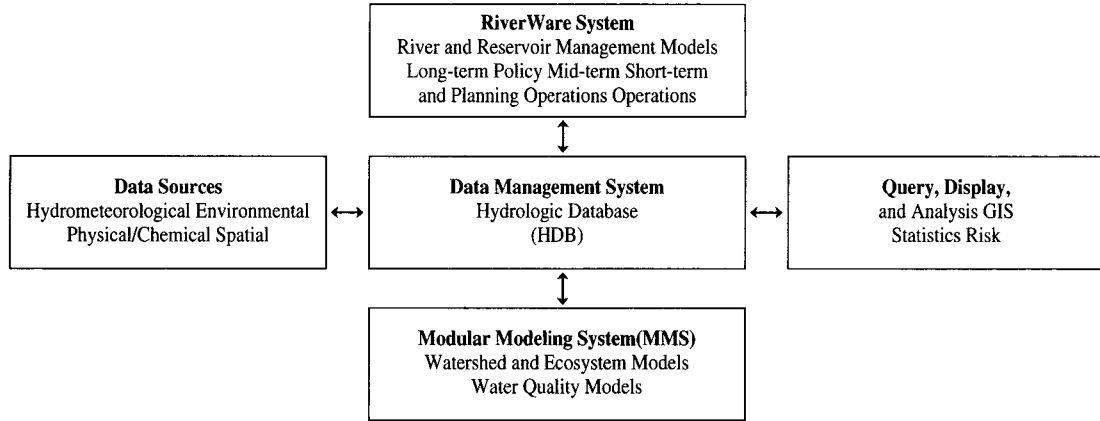 RiverWare System
River and Reservoir Management Models
Long-term Policy Mid-term Short-term
and Planning Operations Operations
Data Sources
Hydrometeorological Environmental
Physical/Chemical Spatial
Data Management System
Hydrologic Database
(HDB)
Query, Display,
and Analysis GIS
Statistics Risk
Modular Modeling System(MMS)
Watershed and Ecosystem Models
Water Quality Models